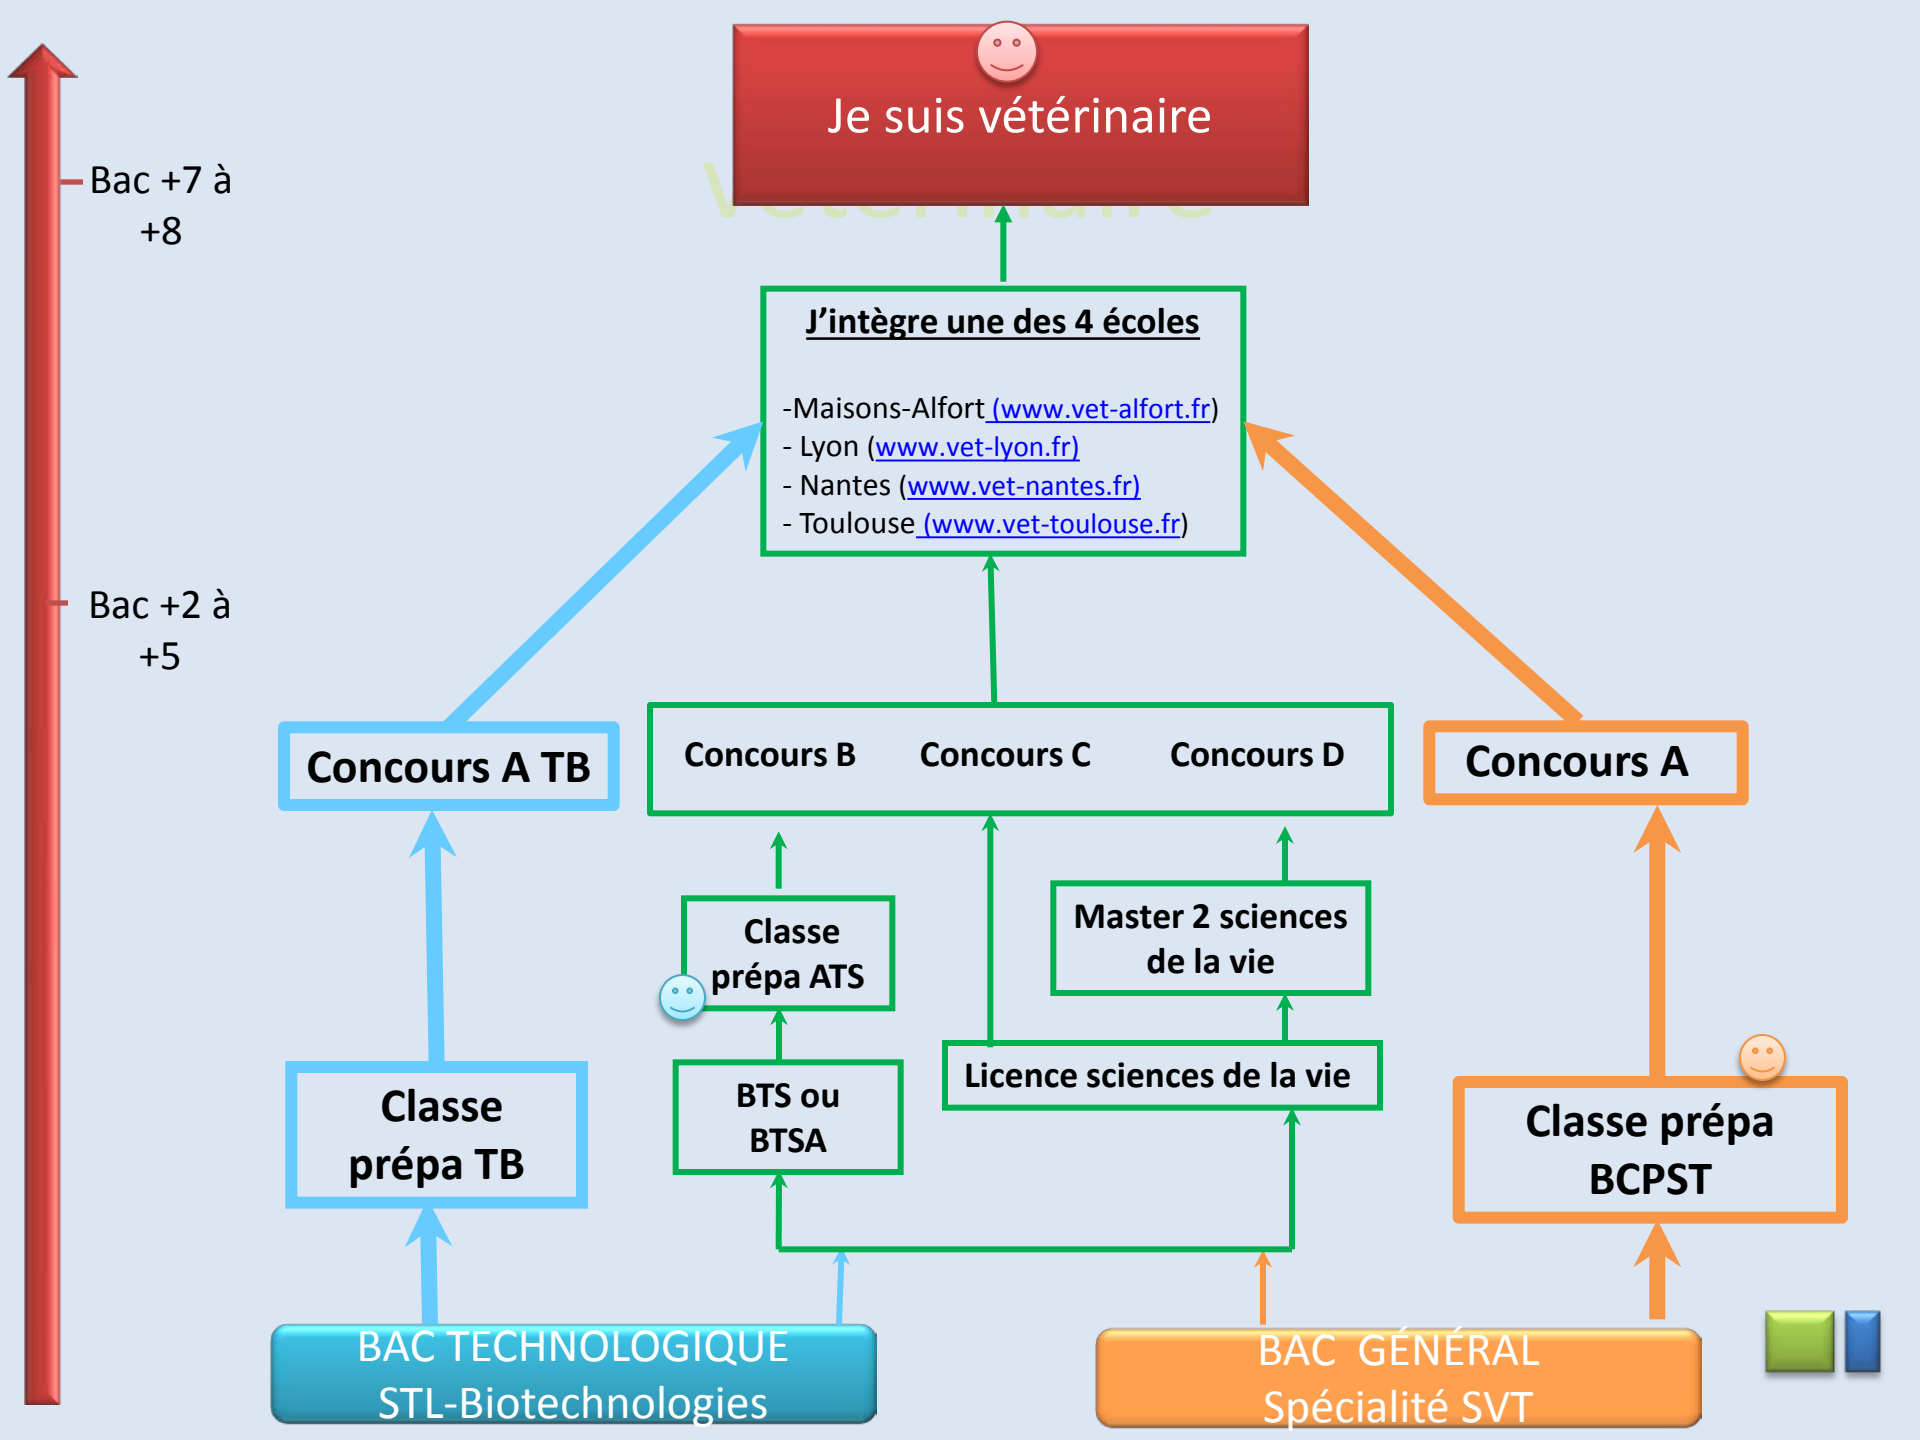 Je suis vétérinaire
Vétérinaire
Bac +7 à
+8
J'intègre une des 4 écoles
-Maisons-Alfort (www.vet-alfort.fr)
- Lyon (www.vet-lyon.fr)
- Nantes (www.vet-nantes.fr)
- Toulouse (www.vet-toulouse.fr)
Bac +2 à
+5
Concours A TB
Concours B Concours C Concours D
Concours A
Classe
prépa ATS
Master 2 sciences
de la vie
Classe
prépa TB
BTS ou
BTSA
Licence sciences de la vie
Classe prépa
BCPST
BAC TECHNOLOGIQUE
STL-Biotechnologies
BAC GÉNÉRAL
Spécialité SVT